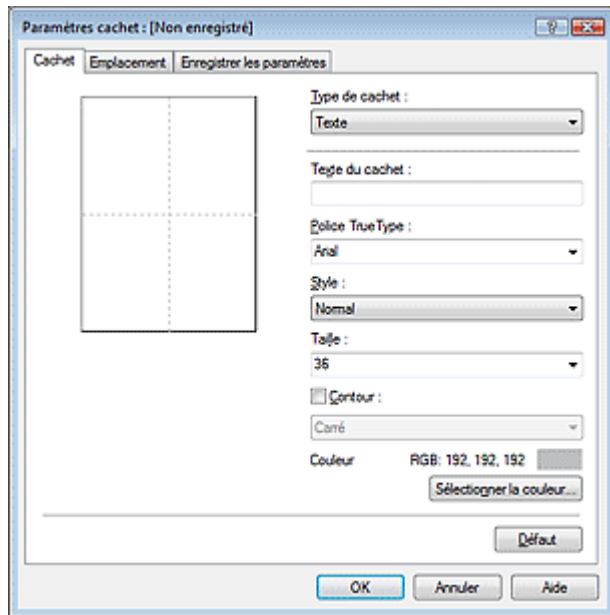 Paramètres cachet : [Non enregistré]
Cachet Emplacement Enregistrer les paramètres
Type de cachet :
Texte
Texte du cachet :
Police TrueType :
Arial
Style :
Normal
Taille :
36
Contour :
Carré
Couleur RGB: 192, 192, 192
Sélectionner la couleur...
Défaut
OK Annuler Aide